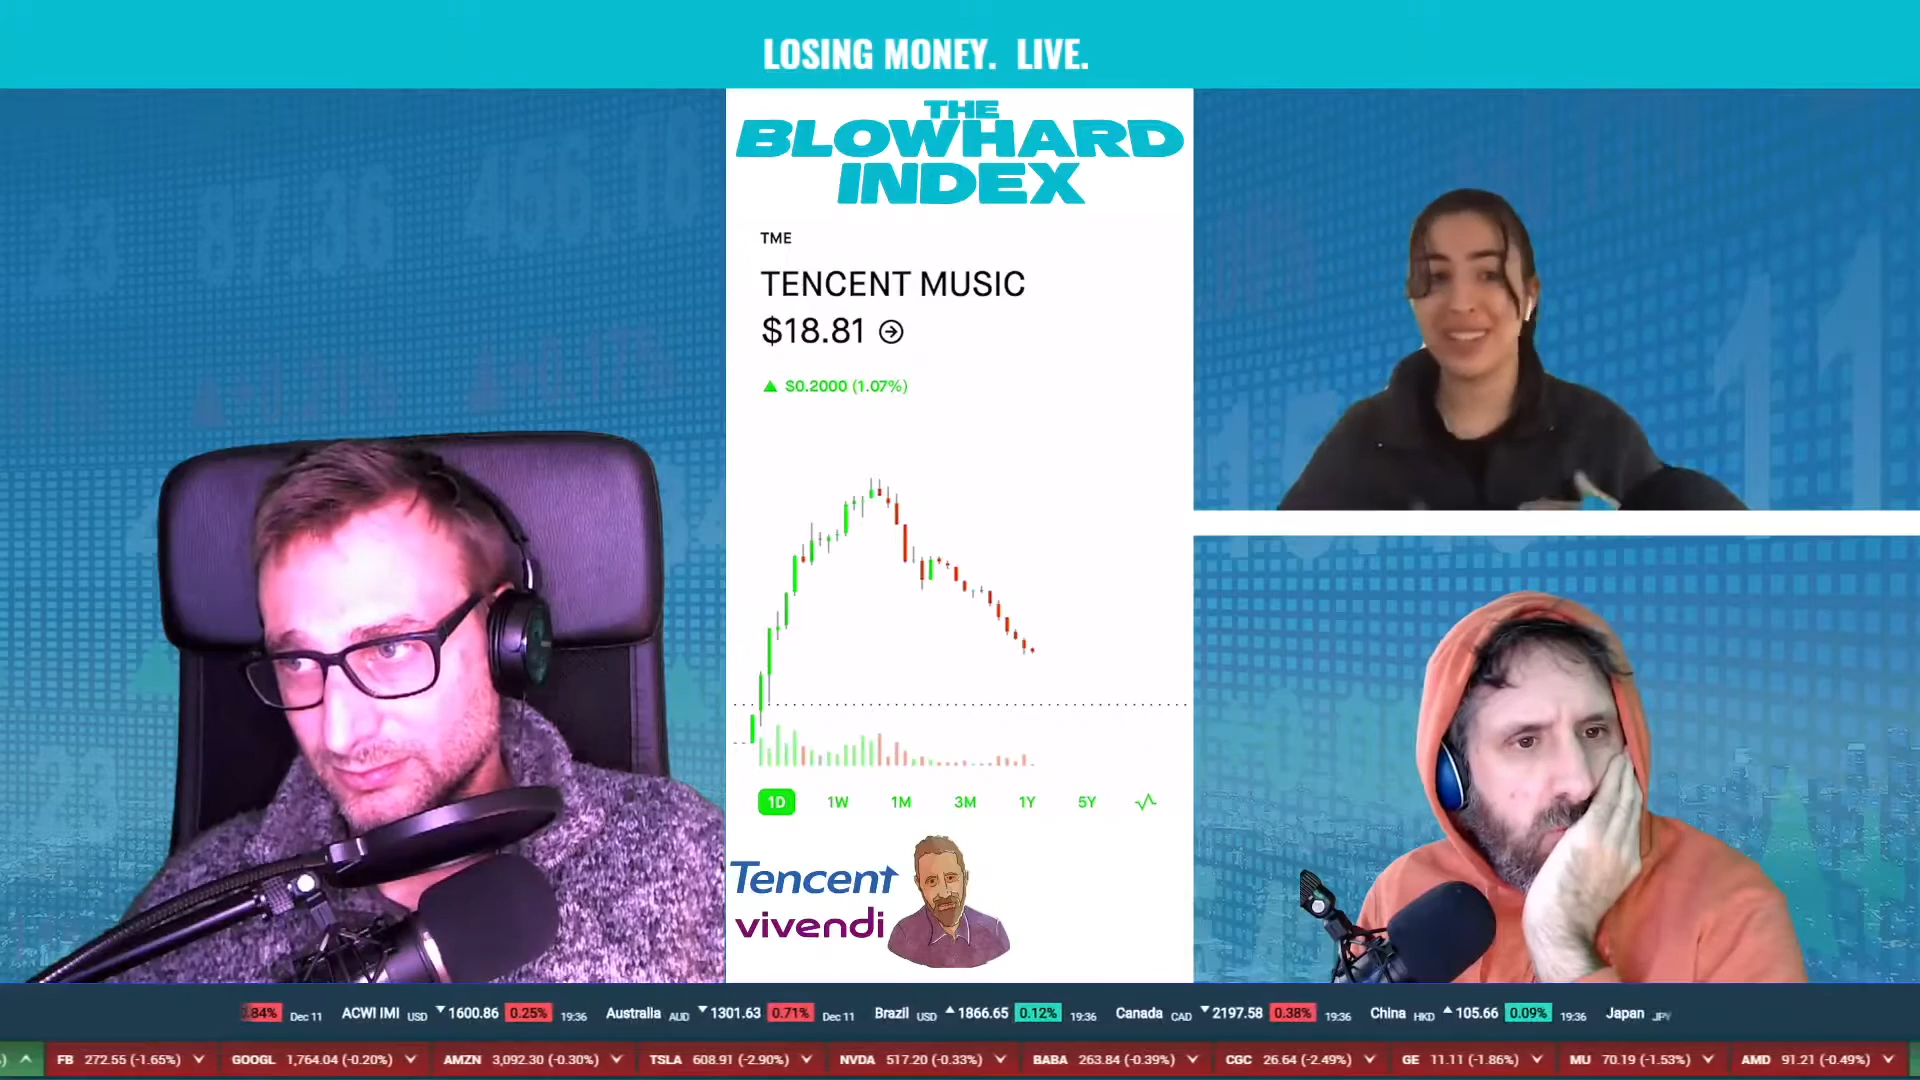 LOSING MONEY. LIVE.
THE
BLOWHARD
INDEX
TME
TENCENT MUSIC
$18.81
▲ $0.2000 (1.07%)
1D 1W 1M 3M 1Y 5Y
Tencent
vivendi
.84% Dec 11 ACWI IMI USD ▼1600.86 0.25% 19:36 Australia AUD ▼1301.63 0.71% Dec 11 Brazil USD ▲1866.65 0.12% 19:36 Canada CAD ▼2197.58 0.38% 19:36 China HKD ▲105.66 0.09% 19:36 Japan JPY
) FB 272.55 (-1.65%) GOOGL 1,764.04 (-0.20%) AMZN 3,092.30 (-0.30%) TSLA 608.91 (-2.90%) NVDA 517.20 (-0.33%) BABA 263.84 (-0.39%) CGC 26.64 (-2.49%) GE 11.11 (-1.86%) MU 70.19 (-1.53%) AMD 91.21 (-0.49%)